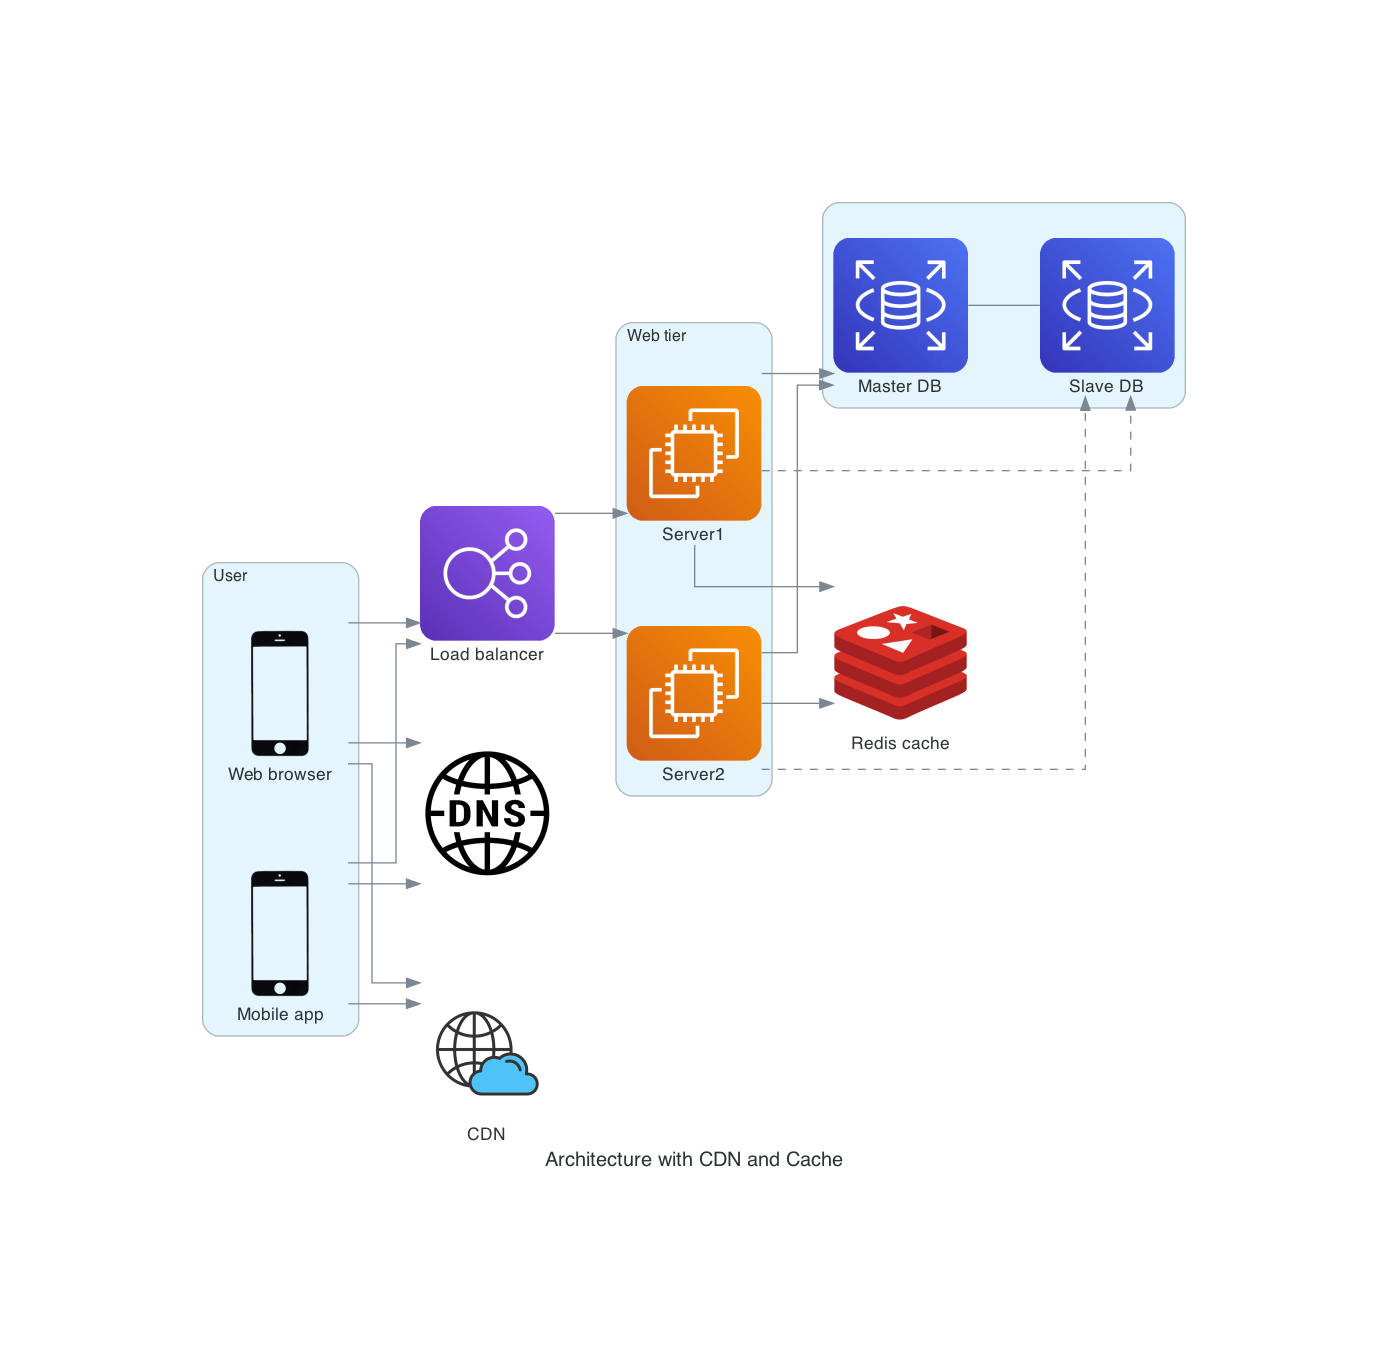 Master DB
Slave DB
Web tier
Server1
Load balancer
User
Web browser
Server2
Redis cache
DNS
Mobile app
CDN
Architecture with CDN and Cache